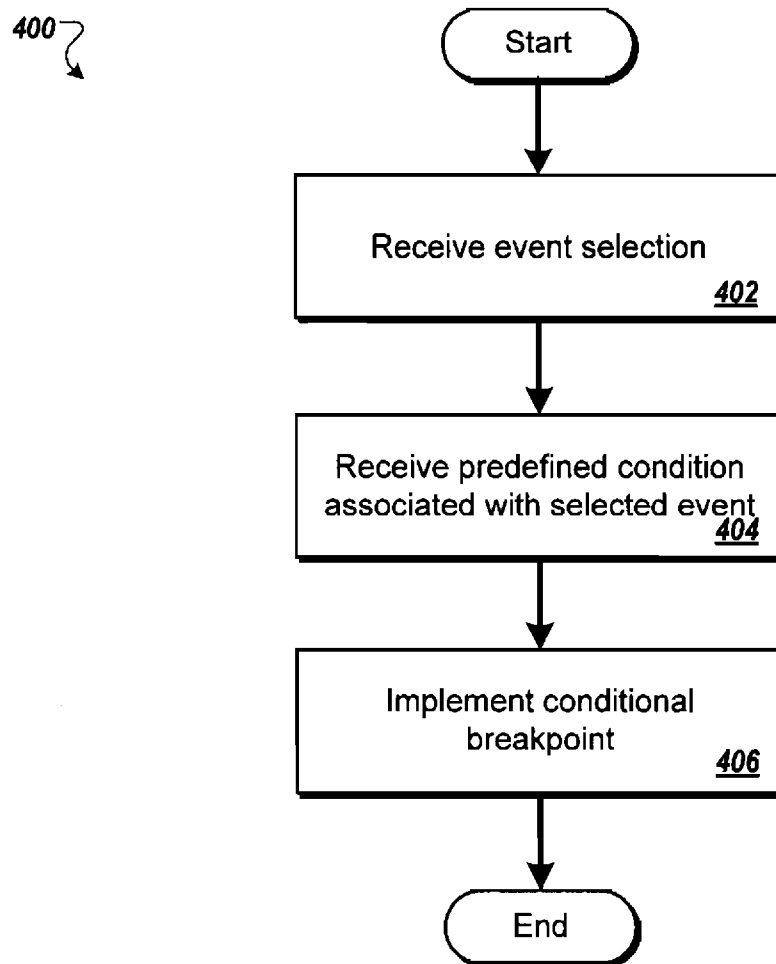 400
Start
Receive event selection
402
Receive predefined condition
associated with selected event
404
Implement conditional
breakpoint
406
End